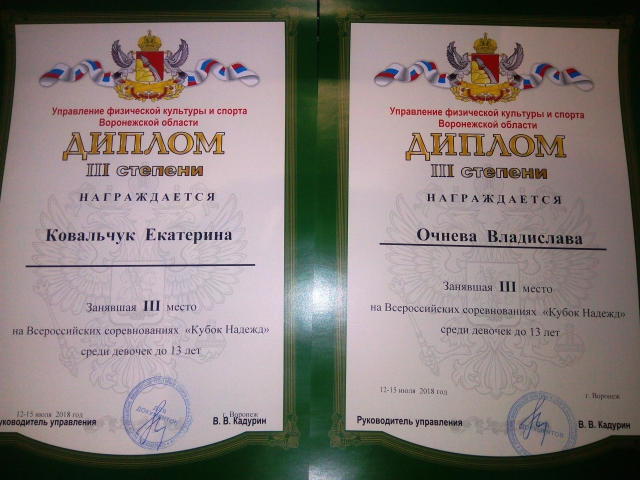 Управление физической культуры и спорта
Воронежской области
ДИПЛОМ
III степени
НАГРАЖДАЕТСЯ
Ковальчук Екатерина
Занявшая III место
на Всероссийских соревнованиях «Кубок Надежд»
среди девочек до 13 лет
12-15 июля 2018 год
г. Воронеж
уководитель управления
В. В. Кадурин
ДОКУМЕНТОВ
Управление физической культуры и спорта
Воронежской области
ДИПЛОМ
III степени
НАГРАЖДАЕТСЯ
Очнева Владислава
Занявшая III место
на Всероссийских соревнованиях «Кубок Надежд»
среди девочек до 13 лет
12-15 июля 2018 год
г. Воронеж
Руководитель управления
В. В. Кадурин
ДОКУМЕНТОВ